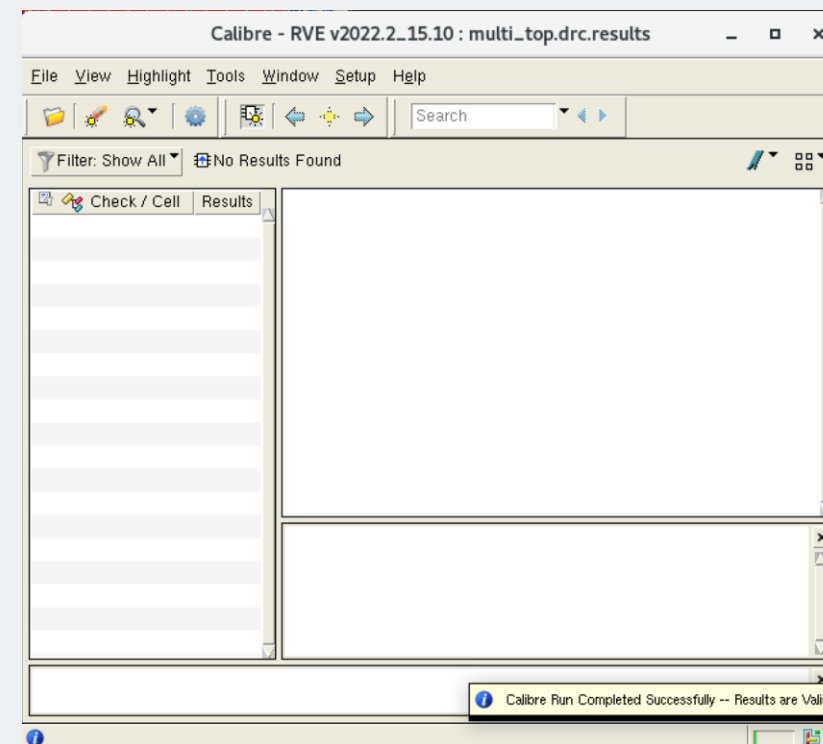 Calibre - RVE v2022.2_15.10 : multi_top.drc.results
File View Highlight Tools Window Setup Help
Search
Filter: Show All No Results Found
Check / Cell Results
Calibre Run Completed Successfully -- Results are Vali